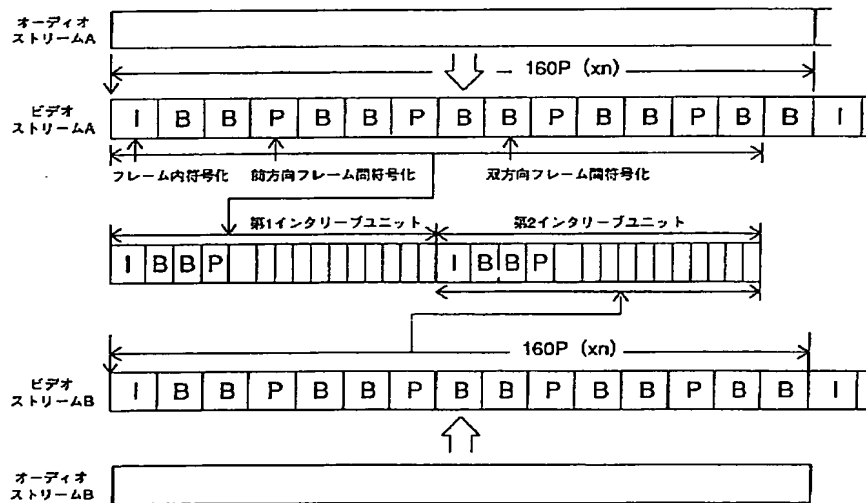 オーディオ
ストリームA
160P (xn)
ビデオ
ストリームA
I B B P B B P B B P B B P B B I
フレーム内符号化
前方向フレーム間符号化
双方向フレーム間符号化
第1インタリーブユニット
第2インタリーブユニット
I B B P
I B B P
160P (xn)
ビデオ
ストリームB
I B B P B B P B B P B B P B B I
オーディオ
ストリームB